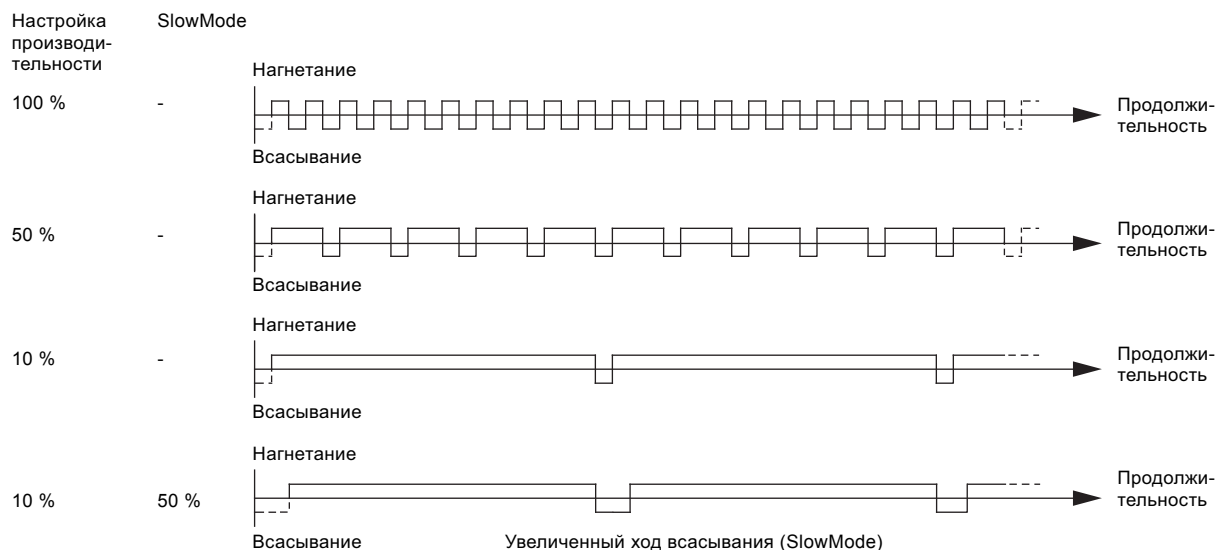 Настройка
производи-
тельности
SlowMode
Нагнетание
100 %
-
Продолжи-
тельность
Всасывание
Нагнетание
50 %
-
Продолжи-
тельность
Всасывание
Нагнетание
10 %
-
Продолжи-
тельность
Всасывание
Нагнетание
10 %
50 %
Продолжи-
тельность
Всасывание
Увеличенный ход всасывания (SlowMode)